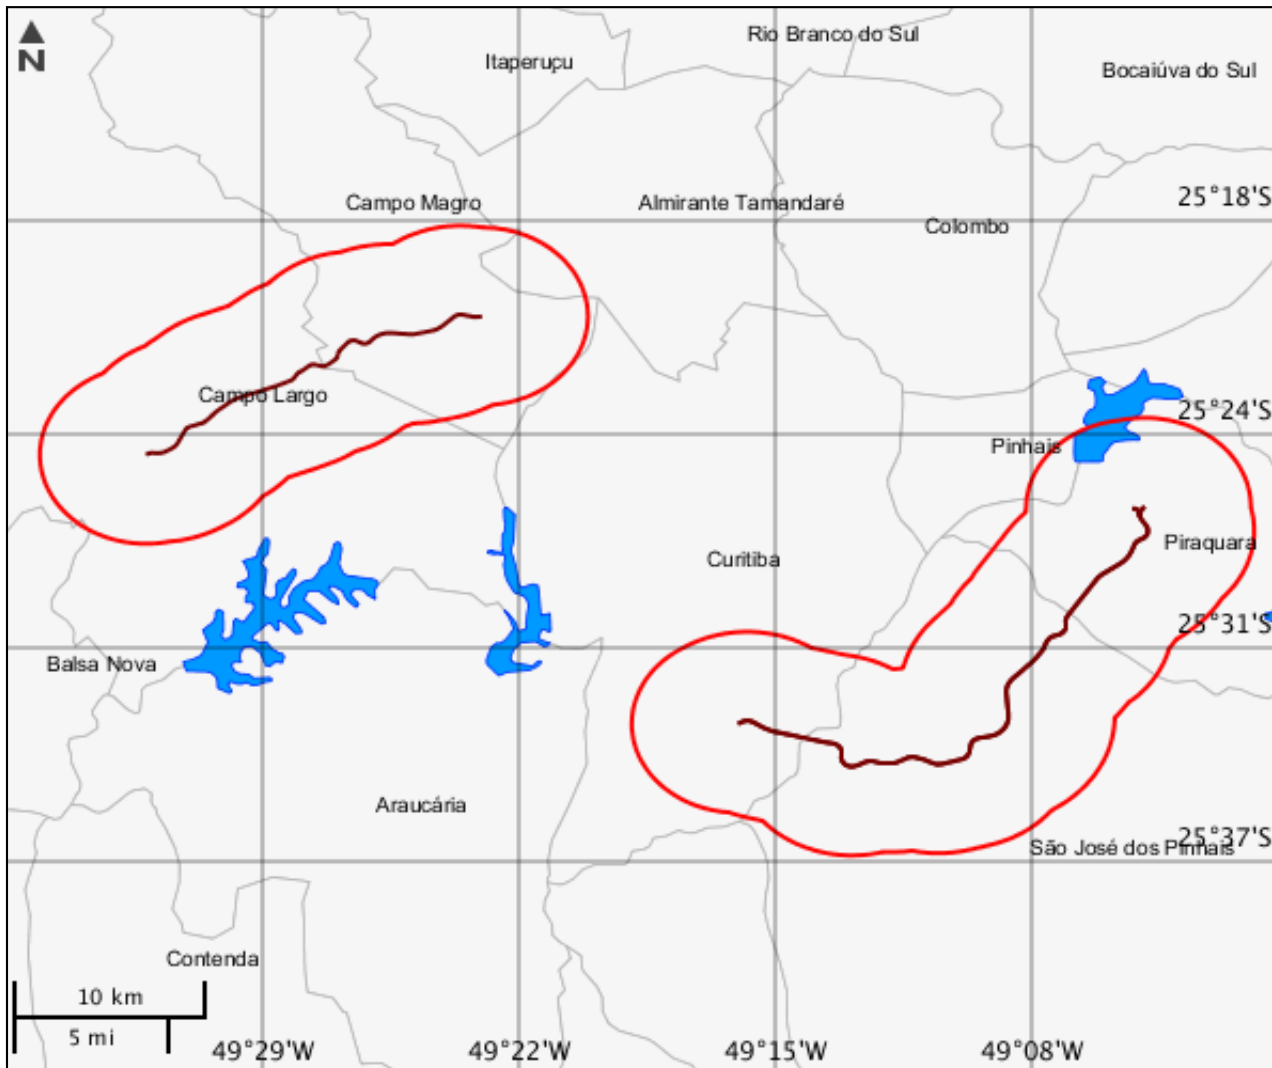 N
Rio Branco do Sul
Itaperuçu
Bocaiúva do Sul
25°18'S
Campo Magro
Almirante Tamandaré
Colombo
Campo Largo
25°24'S
Pinhais
Piraquara
Curitiba
25°31'S
Balsa Nova
Araucária
25°37'S
São José dos Pinhais
Contenda
10 km
5 mi
49°29'W
49°22'W
49°15'W
49°08'W